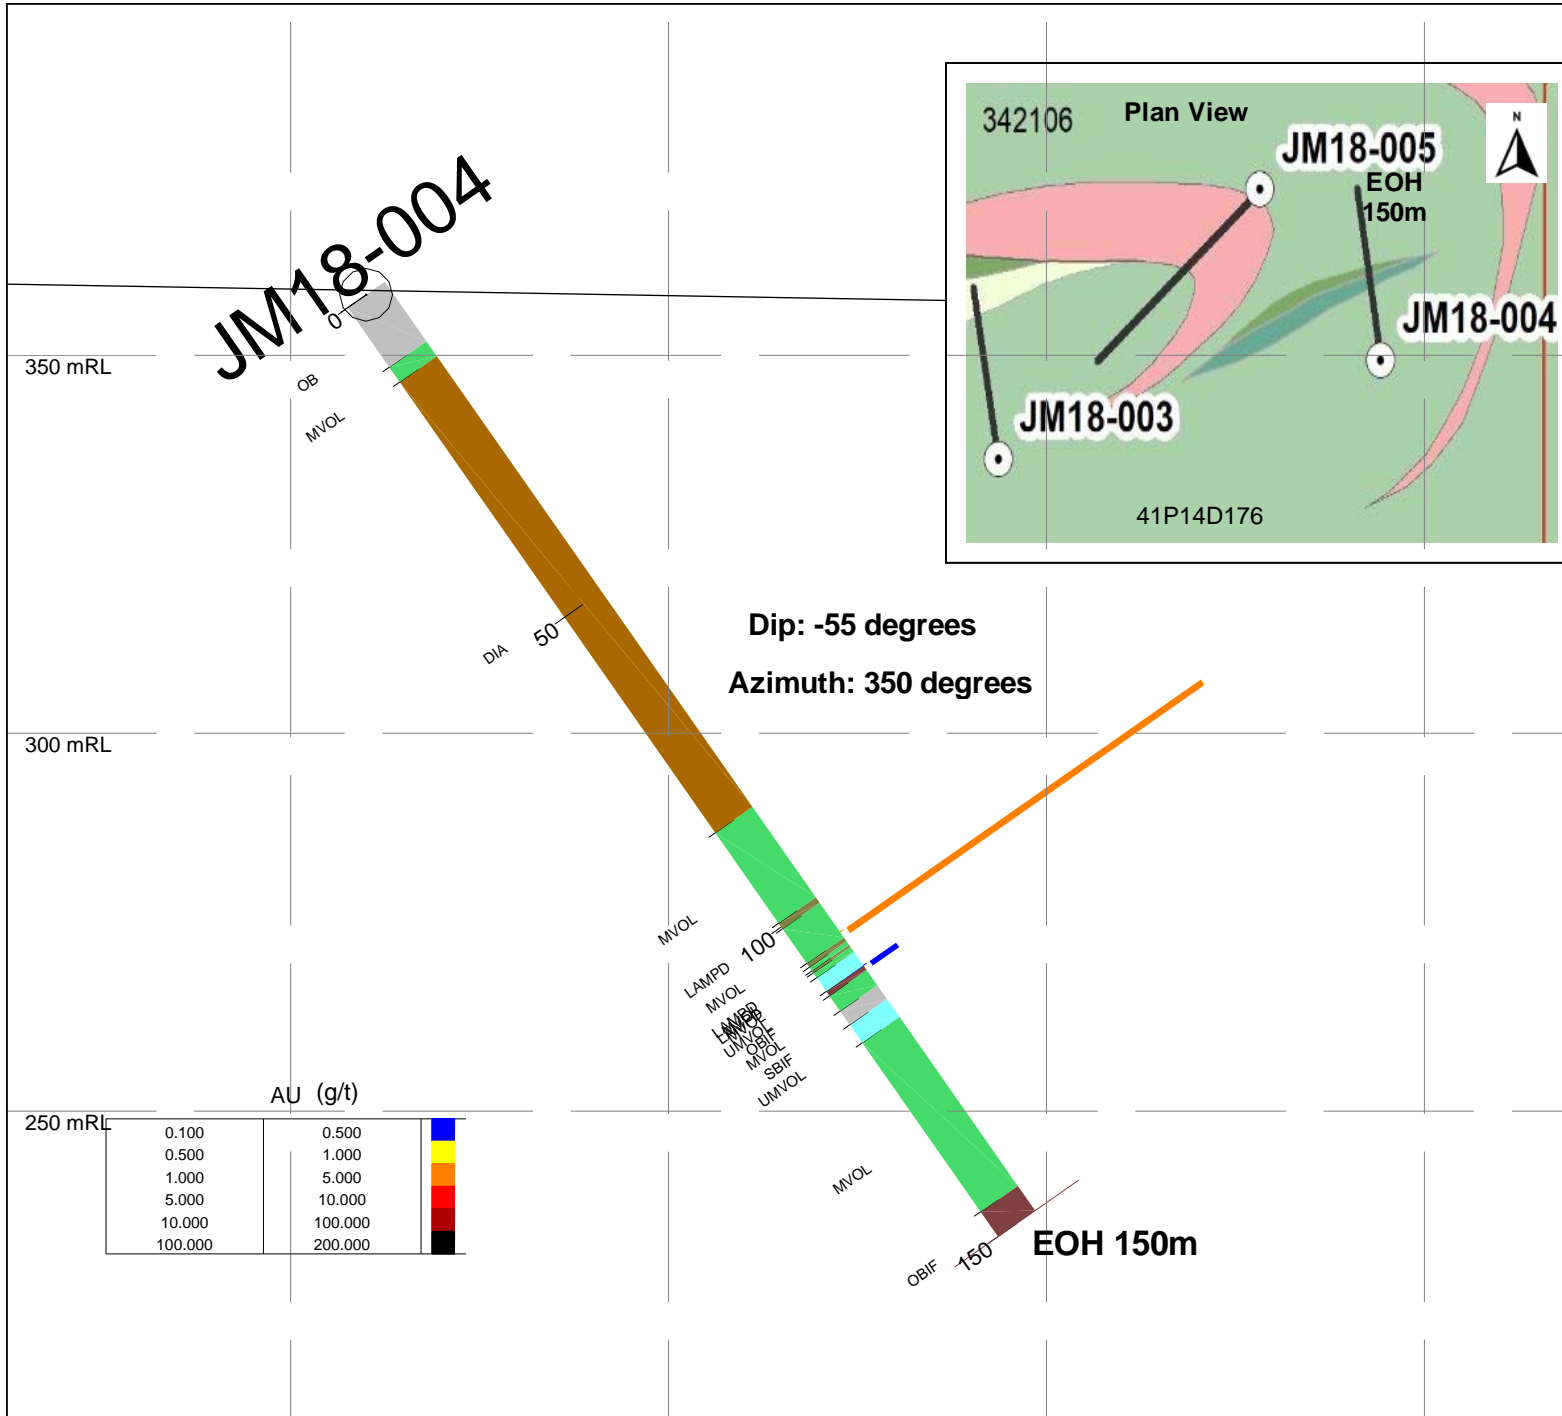 342106
Plan View
N
JM18-005
EOH
150m
JM18-004
JM18-003
41P14D176
JM18-004
0
350 mRL
OB
MVOL
50
DIA
Dip: -55 degrees
Azimuth: 350 degrees
300 mRL
MVOL
100
LAMPD
MVOL
LAMPD
MVOL
UMVOL
OBIF
MVOL
SBIF
UMVOL
250 mRL
MVOL
150
OBIF
EOH 150m
AU (g/t)
0.100 0.500
0.500 1.000
1.000 5.000
5.000 10.000
10.000 100.000
100.000 200.000